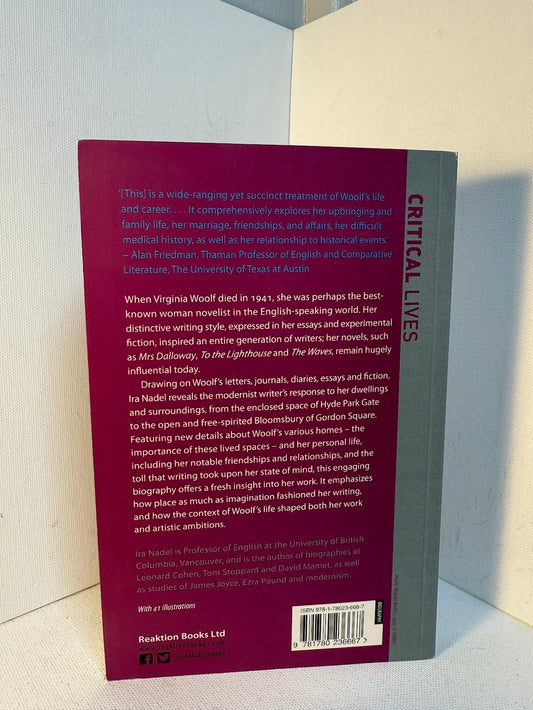 '[This] is a wide-ranging yet succinct treatment of Woolf's life
and career. . . . It comprehensively explores her upbringing and
family life, her marriage, friendships, and affairs, her difficult
medical history, as well as her relationship to historical events.'
– Alan Friedman, Thaman Professor of English and Comparative
Literature, The University of Texas at Austin
When Virginia Woolf died in 1941, she was perhaps the best-
known woman novelist in the English-speaking world. Her
distinctive writing style, expressed in her essays and experimental
fiction, inspired an entire generation of writers; her novels, such
as Mrs Dalloway, To the Lighthouse and The Waves, remain hugely
influential today.
Drawing on Woolf's letters, journals, diaries, essays and fiction,
Ira Nadel reveals the modernist writer's response to her dwellings
and surroundings, from the enclosed space of Hyde Park Gate
to the open and free-spirited Bloomsbury of Gordon Square.
Featuring new details about Woolf's various homes – the
importance of these lived spaces – and her personal life,
including her notable friendships and relationships, and the
toll that writing took upon her state of mind, this engaging
biography offers a fresh insight into her work. It emphasizes
how place as much as imagination fashioned her writing,
and how the context of Woolf's life shaped both her work
and artistic ambitions.
Ira Nadel is Professor of English at the University of British
Columbia, Vancouver, and is the author of biographies of
Leonard Cohen, Tom Stoppard and David Mamet, as well
as studies of James Joyce, Ezra Pound and modernism.
With 41 illustrations
Reaktion Books Ltd
www.reaktionbooks.co.uk
@reaktionbooks
ISBN 978-1-78023-666-7
9 781780 236667
CRITICAL LIVES